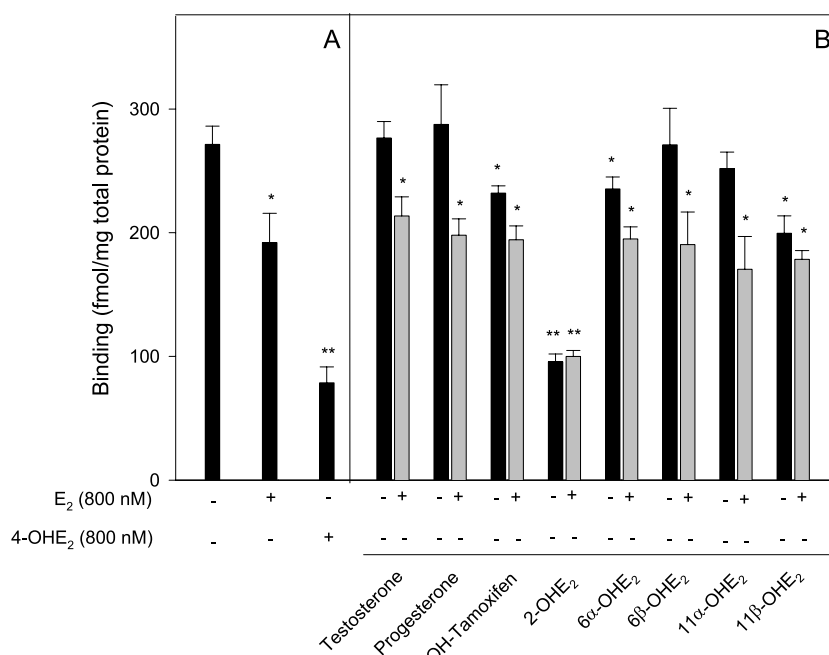 A B
300
200
100
0
Binding (fmol/mg total protein)
* **
* * * * ** ** * * * * * *
E₂ (800 nM) - + - - + - + - + - + - + - + - + - +
4-OHE₂ (800 nM) - - + - - - - - - - - - - - - - - - -
Testosterone
Progesterone
OH-Tamoxifen
2-OHE₂
6α-OHE₂
6β-OHE₂
11α-OHE₂
11β-OHE₂